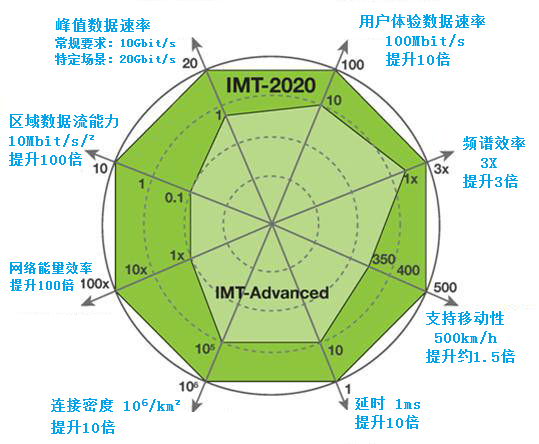 峰值数据速率
常规要求：10Gbit/s
特定场景：20Gbit/s
用户体验数据速率
100Mbit/s
提升10倍
20
100
IMT-2020
1
10
区域数据流能力
10Mbit/s/²
提升100倍
频谱效率
3X
提升3倍
10
1
0.1
1x
3x
网络能量效率
提升100倍
100x
10x
1x
350
400
500
IMT-Advanced
支持移动性
500km/h
提升约1.5倍
10⁵
10
10⁶
1
连接密度 10⁶/km²
提升10倍
延时 1ms
提升10倍